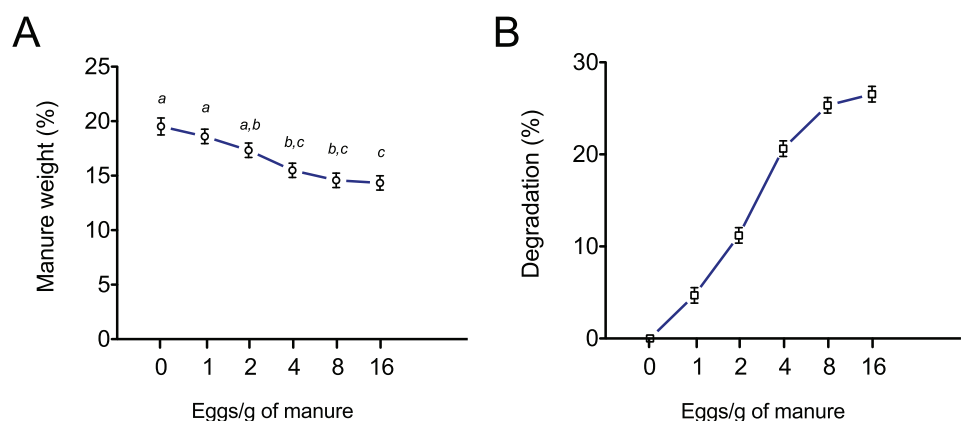 A
Manure weight (%)
25
20
15
10
5
0
a
a
a,b
b,c
b,c
c
0 1 2 4 8 16
Eggs/g of manure
B
Degradation (%)
30
20
10
0
0 1 2 4 8 16
Eggs/g of manure